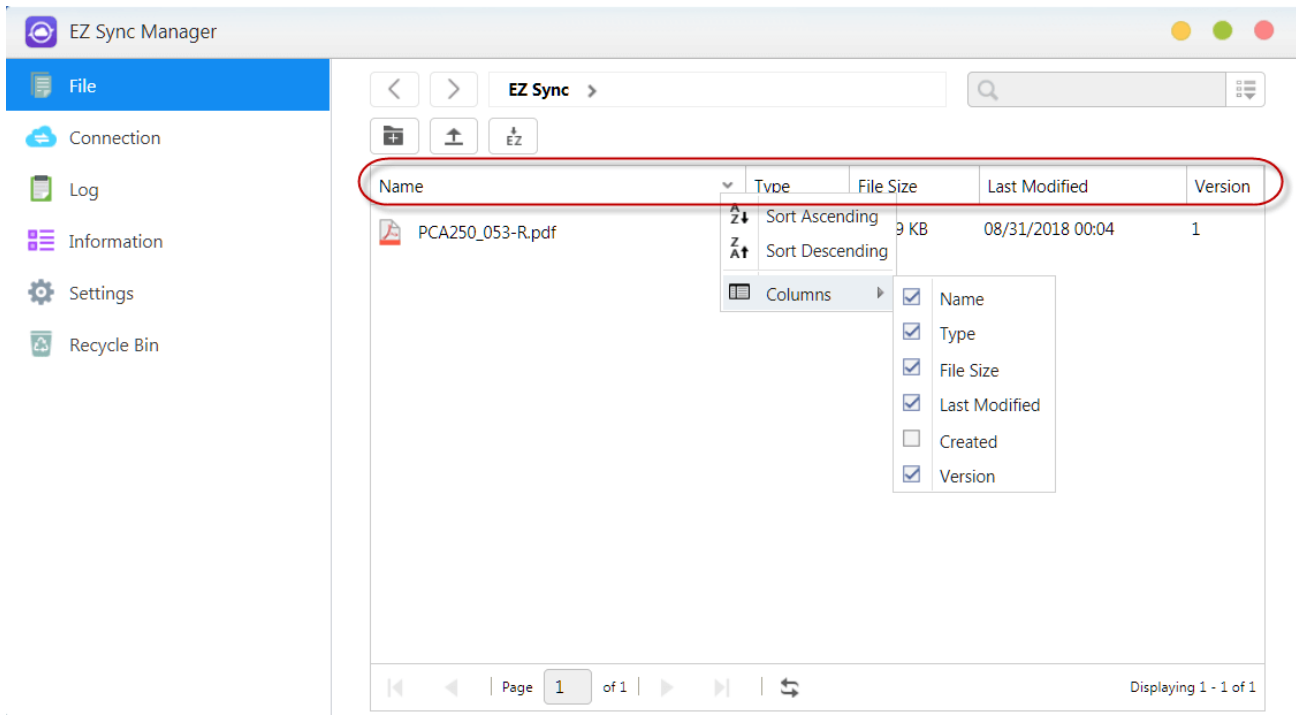 EZ Sync Manager
File
Connection
Log
Information
Settings
Recycle Bin
EZ Sync >
EZ
Name Type File Size Last Modified Version
PCA250_053-R.pdf 9 KB 08/31/2018 00:04 1
A Z Sort Ascending
Z A Sort Descending
Columns
Name
Type
File Size
Last Modified
Created
Version
Page 1 of 1
Displaying 1 - 1 of 1